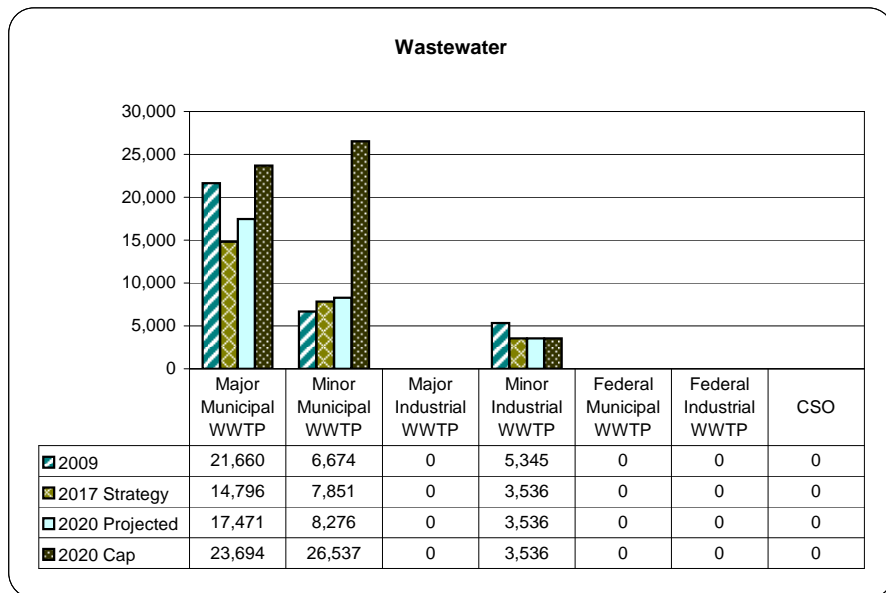 Wastewater
30,000
25,000
20,000
15,000
10,000
5,000
0
Major Municipal WWTP
Minor Municipal WWTP
Major Industrial WWTP
Minor Industrial WWTP
Federal Municipal WWTP
Federal Industrial WWTP
CSO
2009 21,660 6,674 0 5,345 0 0 0
2017 Strategy 14,796 7,851 0 3,536 0 0 0
2020 Projected 17,471 8,276 0 3,536 0 0 0
2020 Cap 23,694 26,537 0 3,536 0 0 0